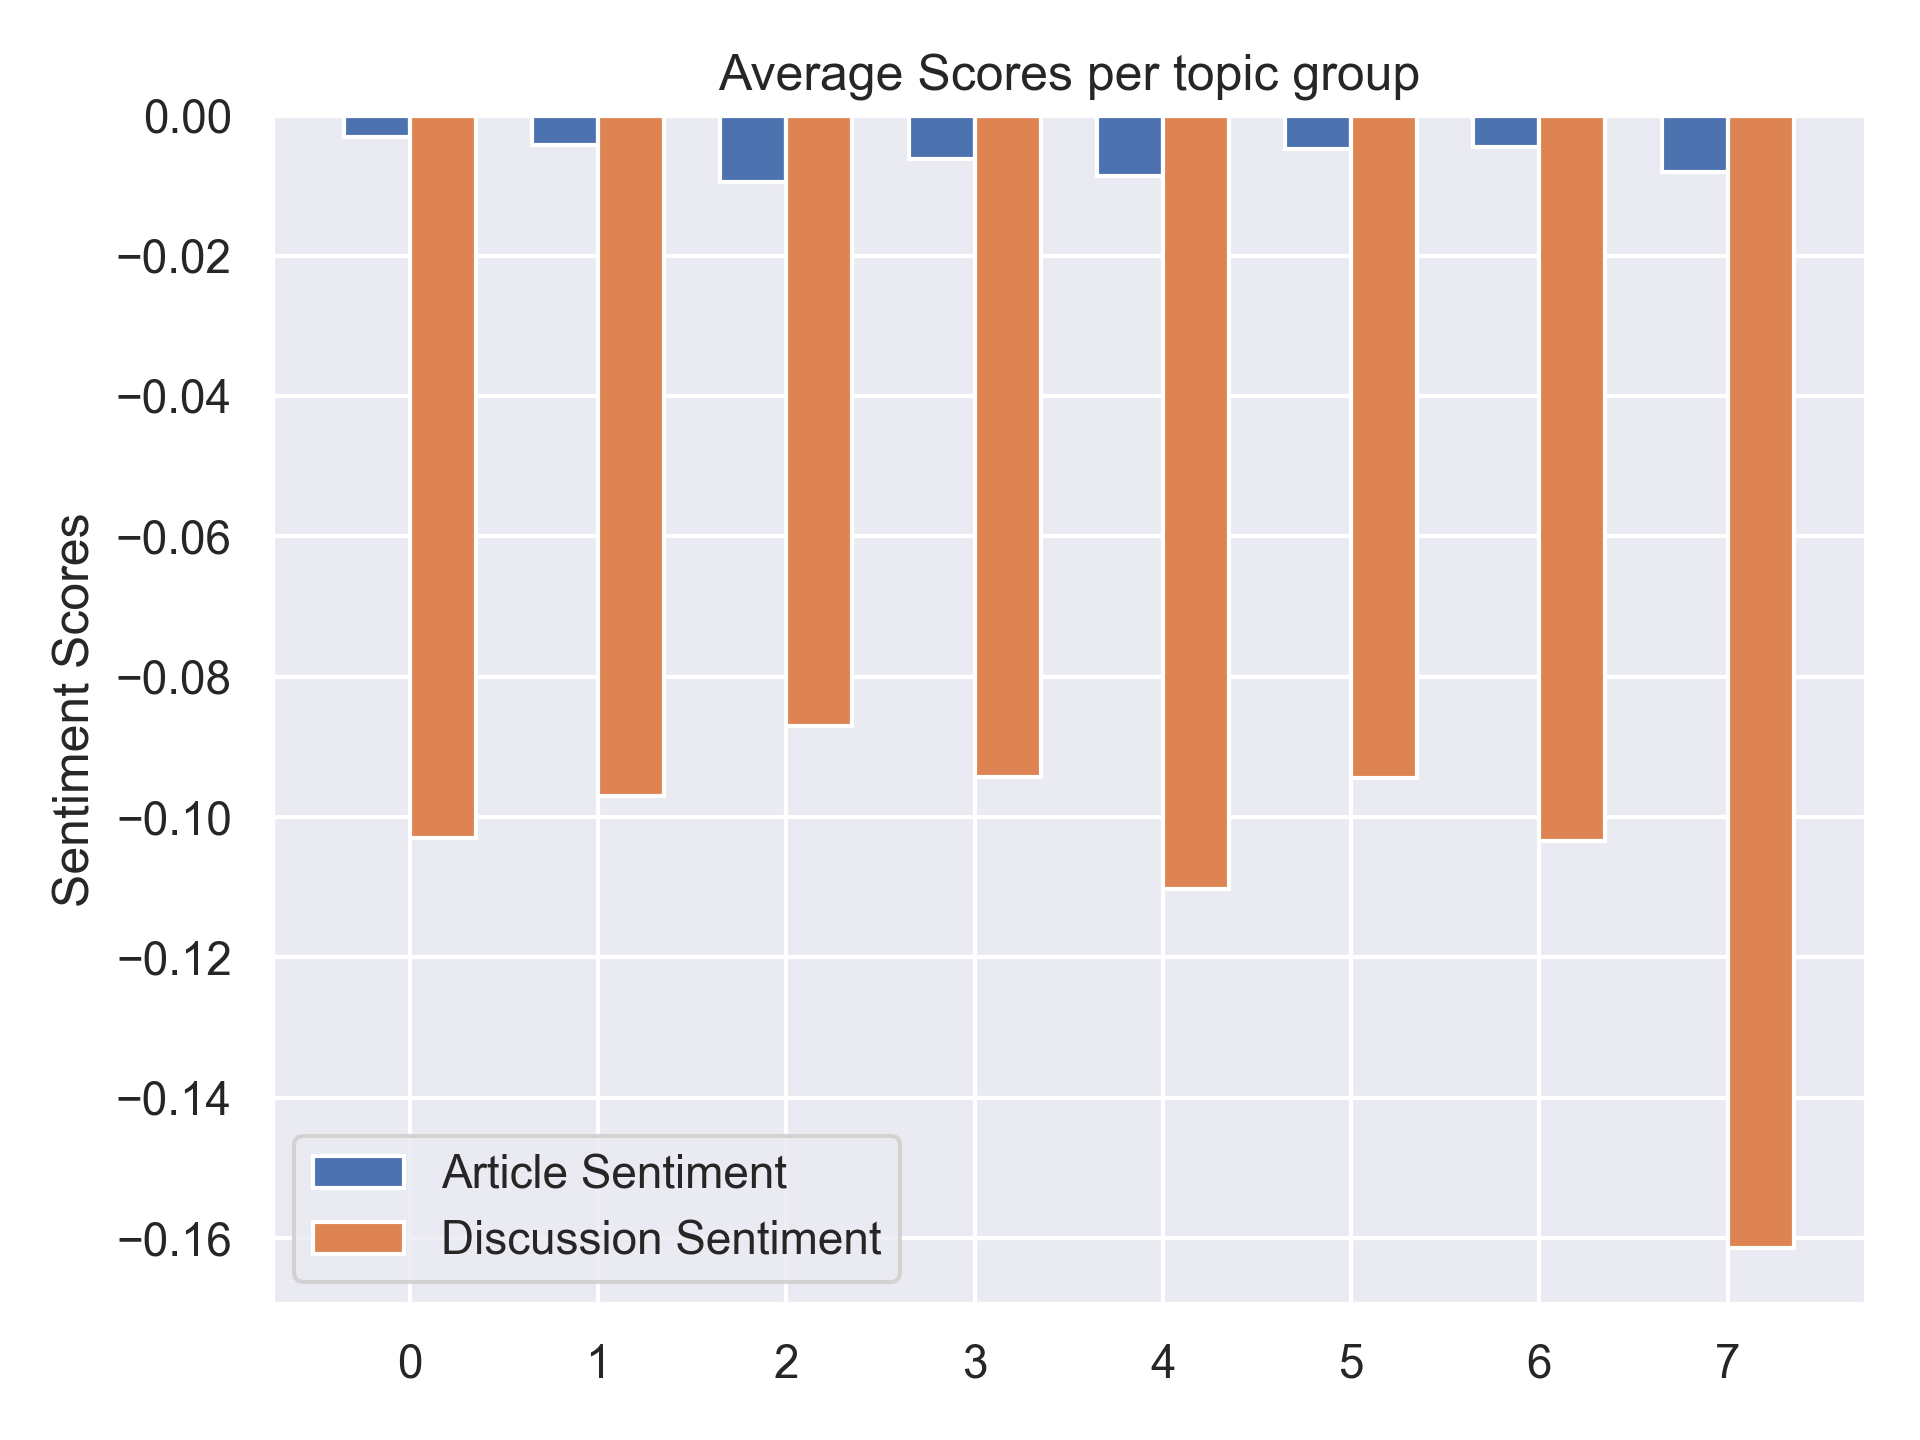 Average Scores per topic group
0.00
−0.02
−0.04
−0.06
−0.08
−0.10
−0.12
−0.14
−0.16
Sentiment Scores
Article Sentiment
Discussion Sentiment
0 1 2 3 4 5 6 7